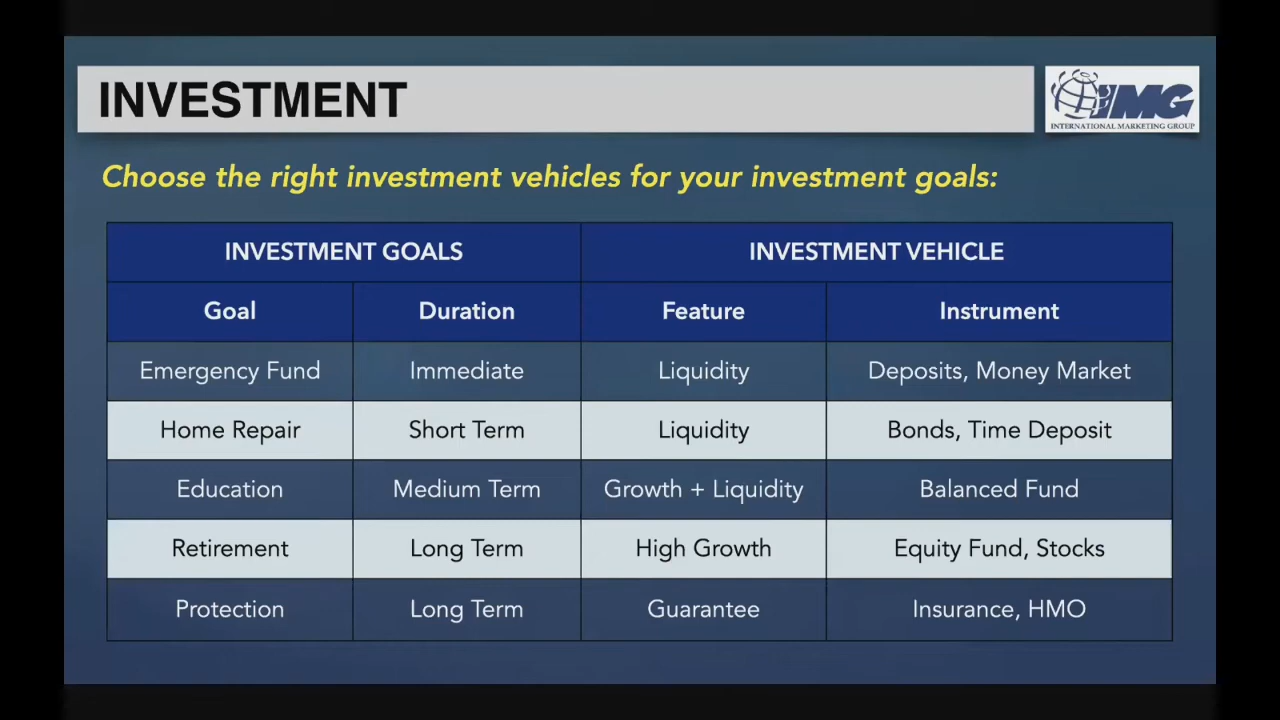 INVESTMENT
IMG
INTERNATIONAL MARKETING GROUP
Choose the right investment vehicles for your investment goals:
INVESTMENT GOALS INVESTMENT VEHICLE
Goal Duration Feature Instrument
Emergency Fund Immediate Liquidity Deposits, Money Market
Home Repair Short Term Liquidity Bonds, Time Deposit
Education Medium Term Growth + Liquidity Balanced Fund
Retirement Long Term High Growth Equity Fund, Stocks
Protection Long Term Guarantee Insurance, HMO